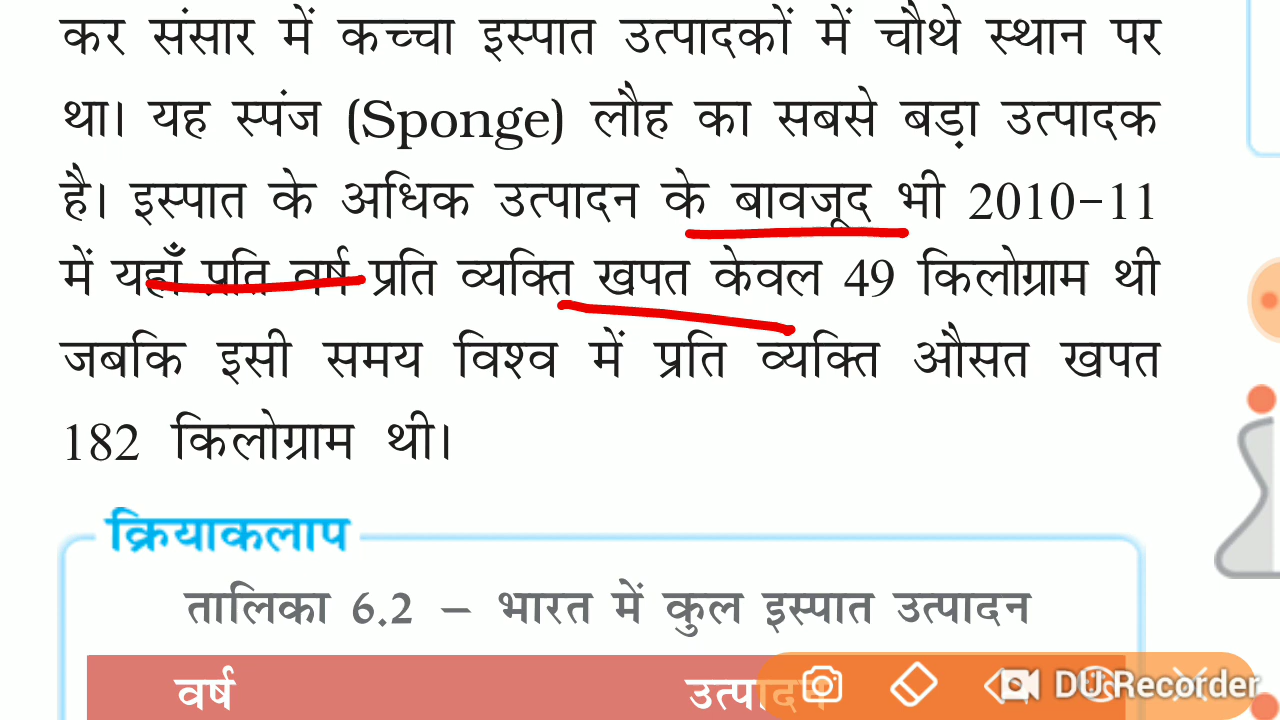 कर संसार में कच्चा इस्पात उत्पादकों में चौथे स्थान पर
था। यह स्पंज (Sponge) लौह का सबसे बड़ा उत्पादक
है। इस्पात के अधिक उत्पादन के बावजूद भी 2010-11
में यहाँ प्रति वर्ष प्रति व्यक्ति खपत केवल 49 किलोग्राम थी
जबकि इसी समय विश्व में प्रति व्यक्ति औसत खपत
182 किलोग्राम थी।
क्रियाकलाप
तालिका 6.2 – भारत में कुल इस्पात उत्पादन
वर्ष उत्पादन
DU Recorder